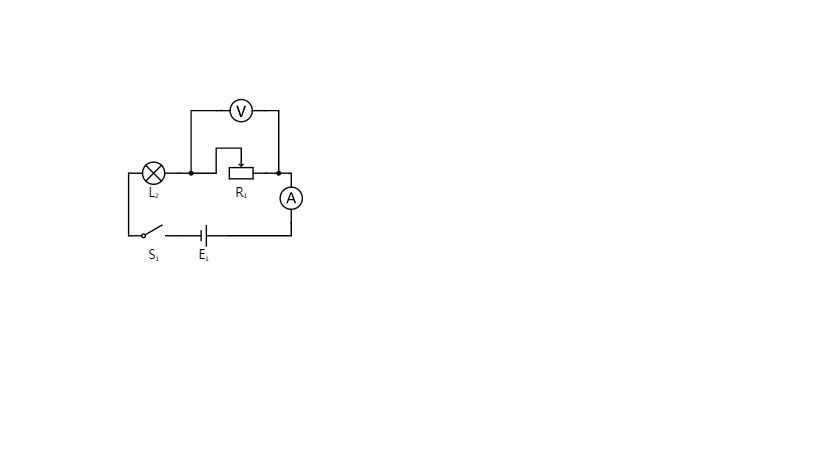 V
L₂
R₁
A
S₁
E₁